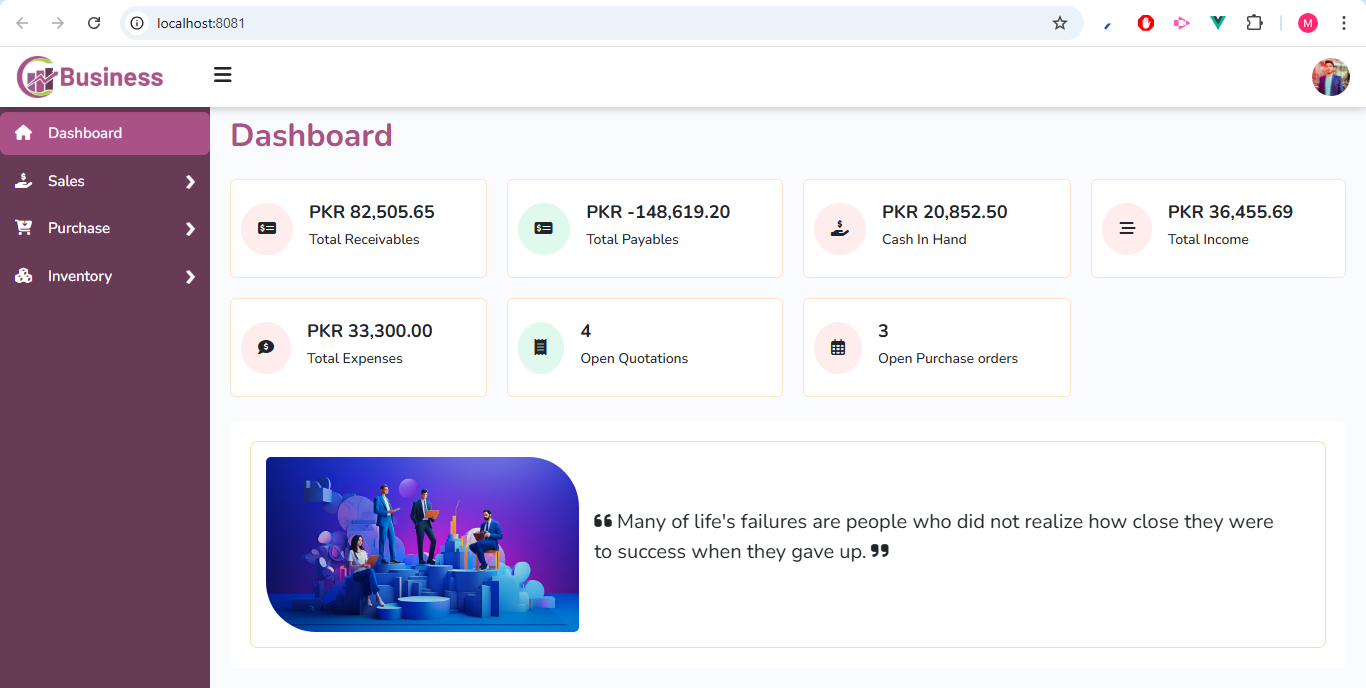 localhost:8081
M
Business
Dashboard
Sales
Purchase
Inventory
Dashboard
PKR 82,505.65
Total Receivables
PKR -148,619.20
Total Payables
PKR 20,852.50
Cash In Hand
PKR 36,455.69
Total Income
PKR 33,300.00
Total Expenses
4
Open Quotations
3
Open Purchase orders
❝ Many of life's failures are people who did not realize how close they were
to success when they gave up. ❞